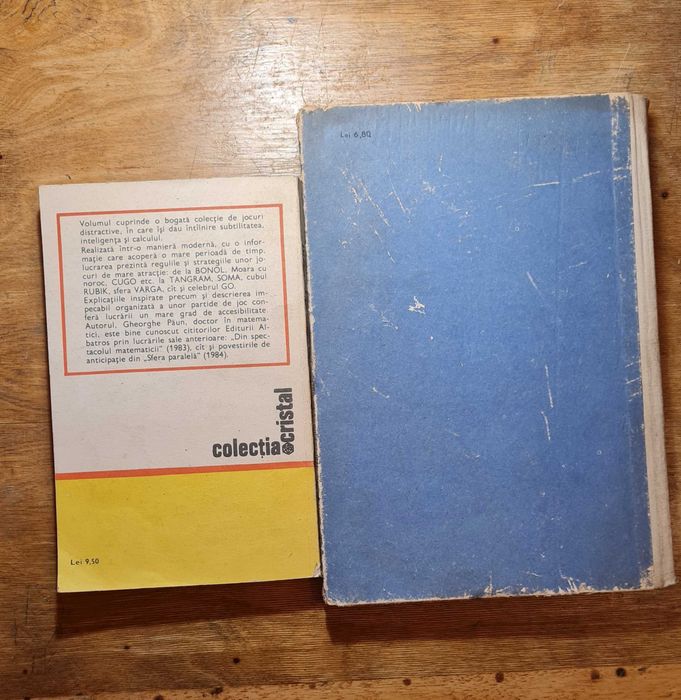 Volumul cuprinde o bogată colecție de jocuri
distractive, în care își dau întîlnire subtilitatea,
inteligența și calculul.
Realizată într-o manieră modernă, cu o infor-
mație care acoperă o mare perioadă de timp,
lucrarea prezintă regulile și strategiile unor jo-
curi de mare atracție: de la BONOL, Moara cu
noroc, CUGO etc. la TANGRAM, SOMA, cubul
RUBIK, sfera VARGA, cît și celebrul GO.
Explicațiile inspirate precum și descrierea im-
pecabil organizată a unor partide de joc con-
feră lucrării un mare grad de accesibilitate.
Autorul, Gheorghe Păun, doctor în matema-
tici, este bine cunoscut cititorilor Editurii Al-
batros prin lucrările sale anterioare: „Din spec-
tacolul matematicii" (1983), cît și povestirile de
anticipație din „Sfera paralelă" (1984).
colecția
cristal
Lei 9,50
Lei 6,80